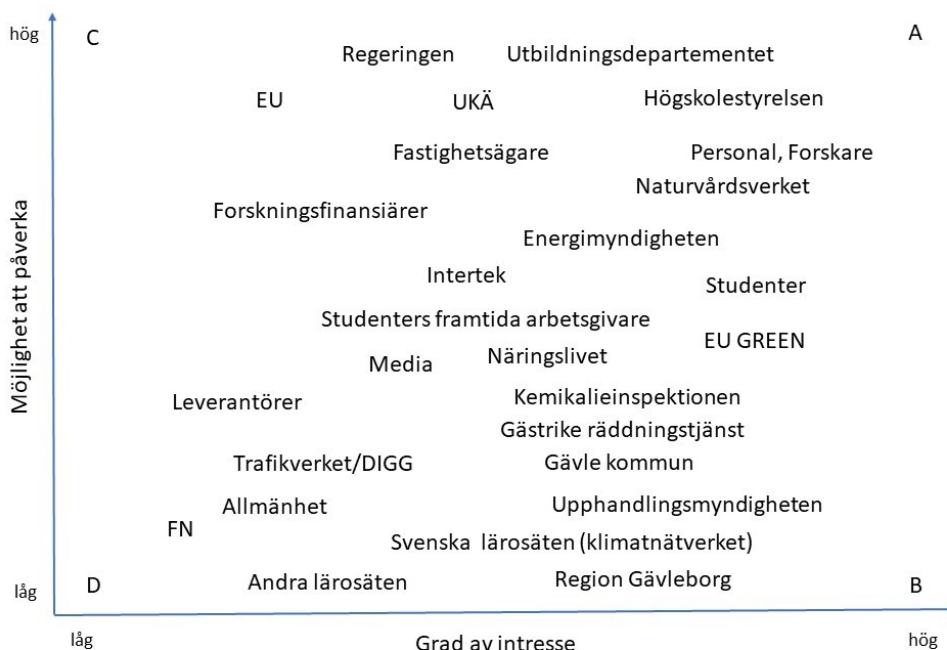 hög
C
A
Regeringen
Utbildningsdepartementet
EU
UKÄ
Högskolestyrelsen
Fastighetsägare
Personal, Forskare
Naturvårdsverket
Forskningsfinansiärer
Energimyndigheten
Intertek
Studenter
Studenters framtida arbetsgivare
EU GREEN
Media
Näringslivet
Möjlighet att påverka
Leverantörer
Kemikalieinspektionen
Gästrike räddningstjänst
Trafikverket/DIGG
Gävle kommun
Allmänhet
Upphandlingsmyndigheten
FN
Svenska lärosäten (klimatnätverket)
låg
D
Andra lärosäten
Region Gävleborg
B
låg
Grad av intresse
hög